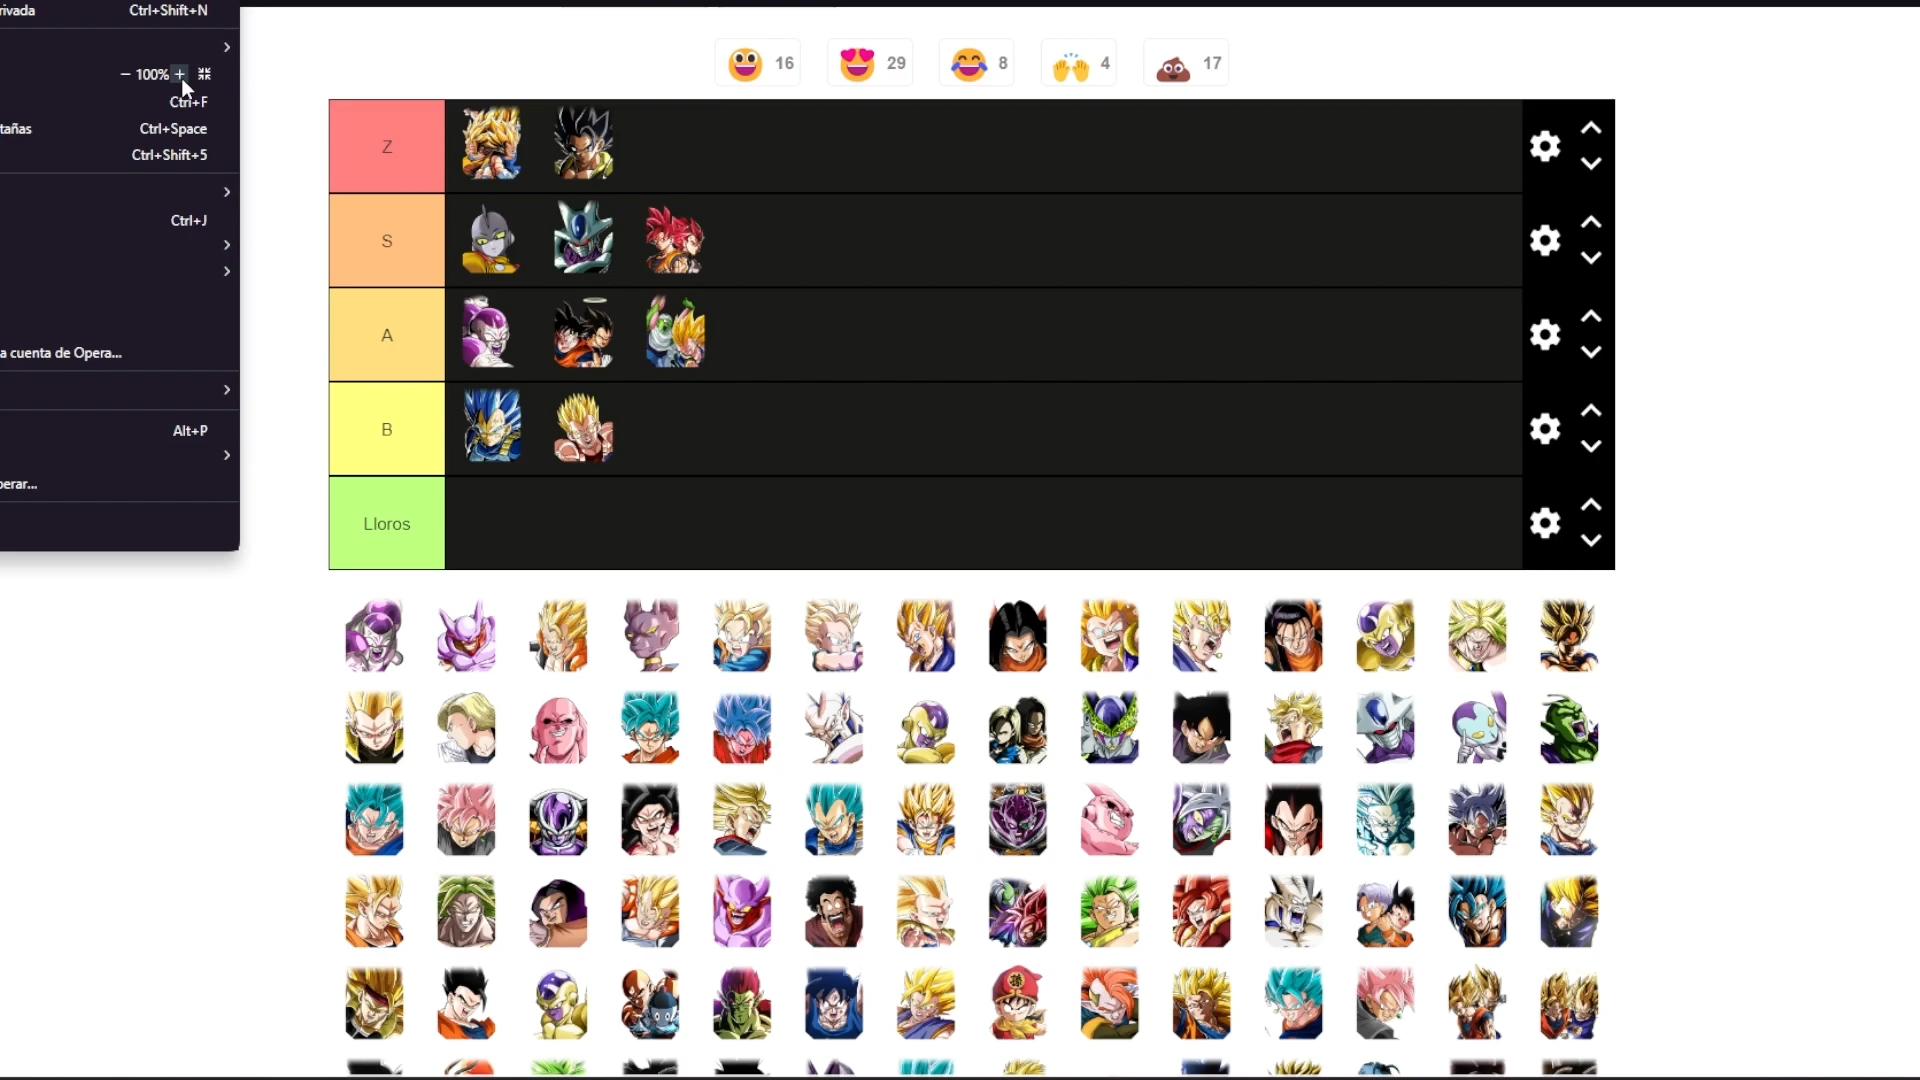 rivada Ctrl+Shift+N
− 100% +
Ctrl+F
tañas Ctrl+Space
Ctrl+Shift+5
Ctrl+J
a cuenta de Opera...
Alt+P
perar...
16 29 8 4 17
Z
S
A
B
Lloros